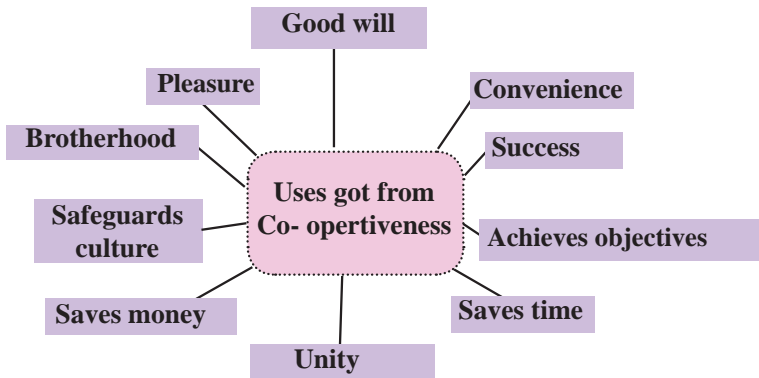 Good will
Pleasure
Convenience
Brotherhood
Success
Uses got from
Co- opertiveness
Safeguards
culture
Achieves objectives
Saves money
Saves time
Unity